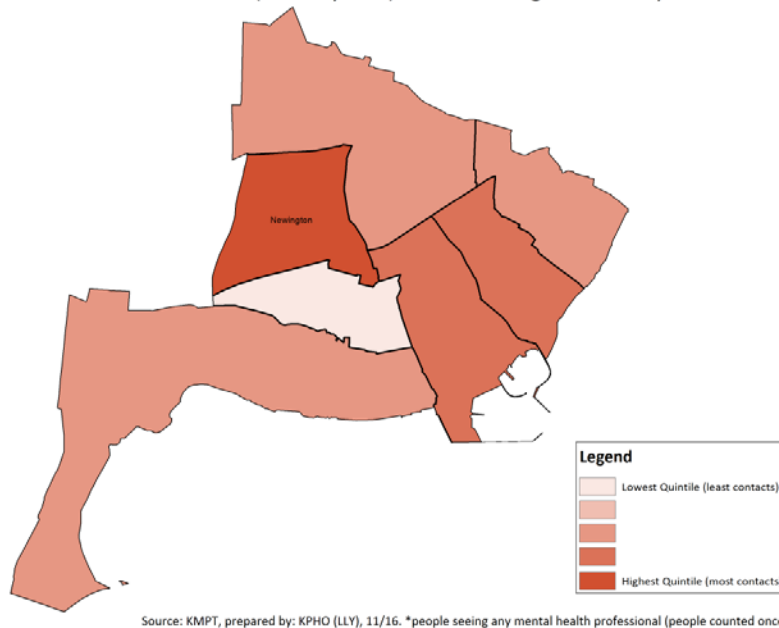 Newington
Legend
Lowest Quintile (least contacts)
Highest Quintile (most contacts
Source: KMPT, prepared by: KPHO (LLY), 11/16. *people seeing any mental health professional (people counted onc